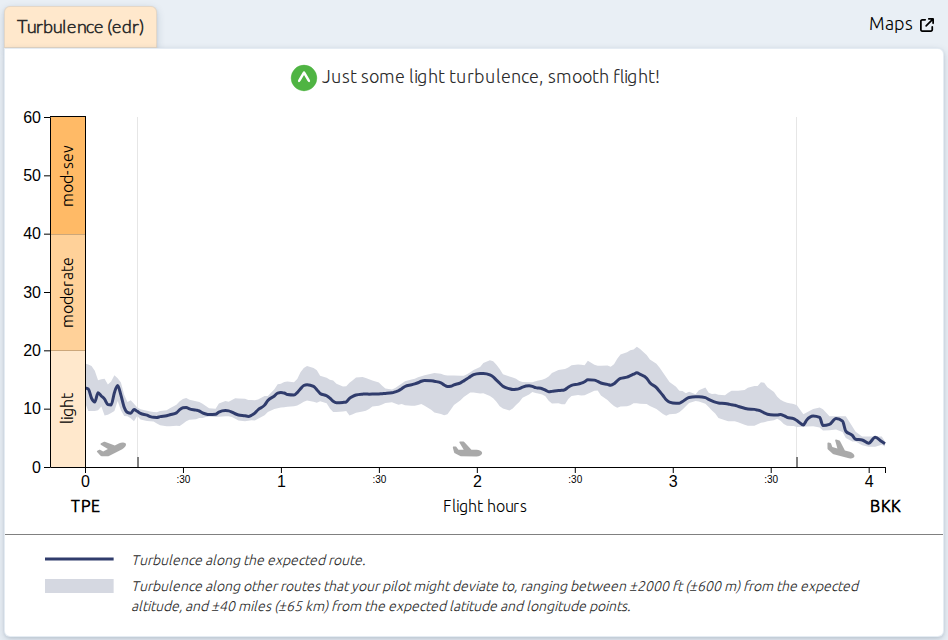 Turbulence (edr)
Maps
Just some light turbulence, smooth flight!
60
50
40
30
20
10
0
mod-sev
moderate
light
0 :30 1 :30 2 :30 3 :30 4
TPE Flight hours BKK
Turbulence along the expected route.
Turbulence along other routes that your pilot might deviate to, ranging between ±2000 ft (±600 m) from the expected
altitude, and ±40 miles (±65 km) from the expected latitude and longitude points.